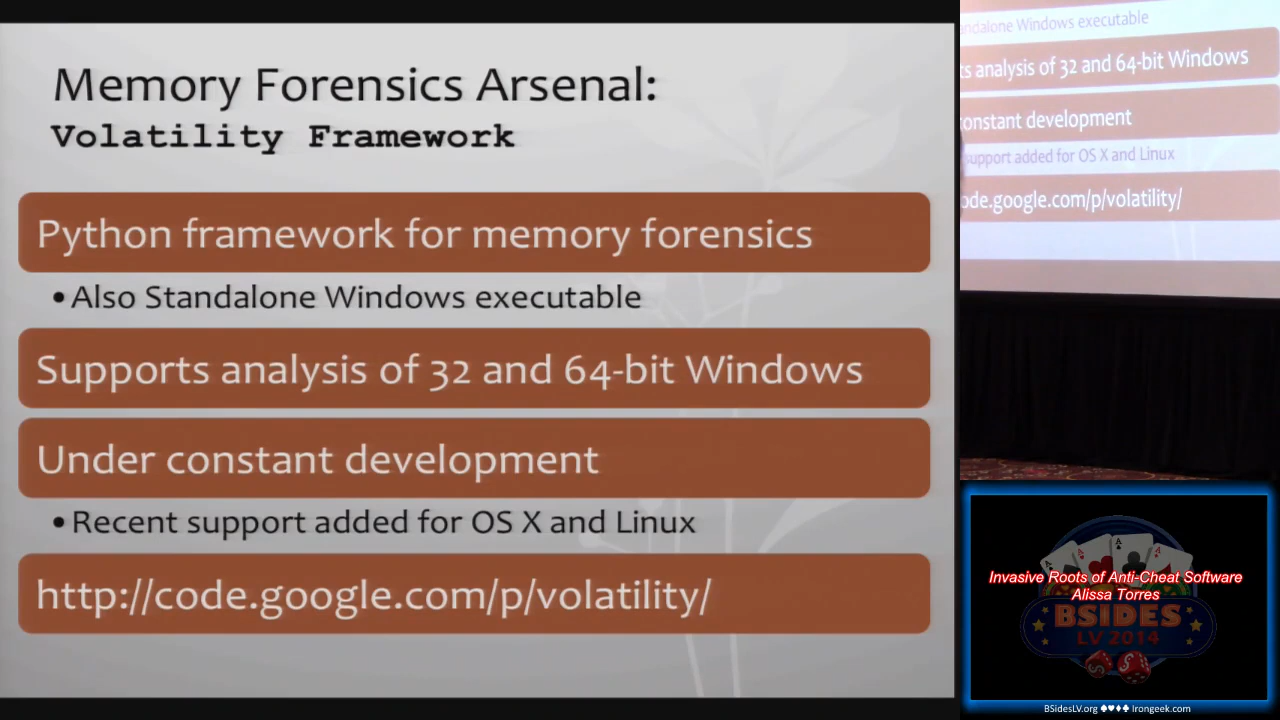 Memory Forensics Arsenal:
Volatility Framework
Python framework for memory forensics
• Also Standalone Windows executable
Supports analysis of 32 and 64-bit Windows
Under constant development
• Recent support added for OS X and Linux
http://code.google.com/p/volatility/
ndalone Windows executable
ts analysis of 32 and 64-bit Windows
onstant development
support added for OS X and Linux
ode.google.com/p/volatility/
Invasive Roots of Anti-Cheat Software
Alissa Torres
BSIDES
LV 2014
BSidesLV.org ♠♥♦♣ Irongeek.com